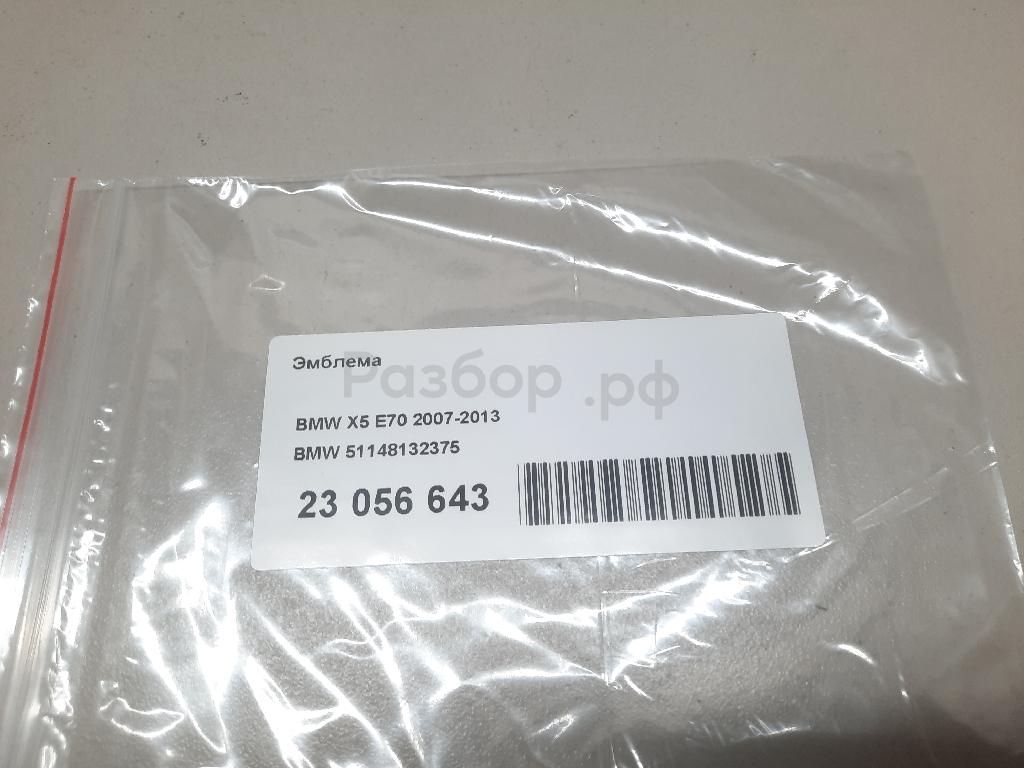 Эмблема
Разбор.рф
BMW X5 E70 2007-2013
BMW 51148132375
23 056 643